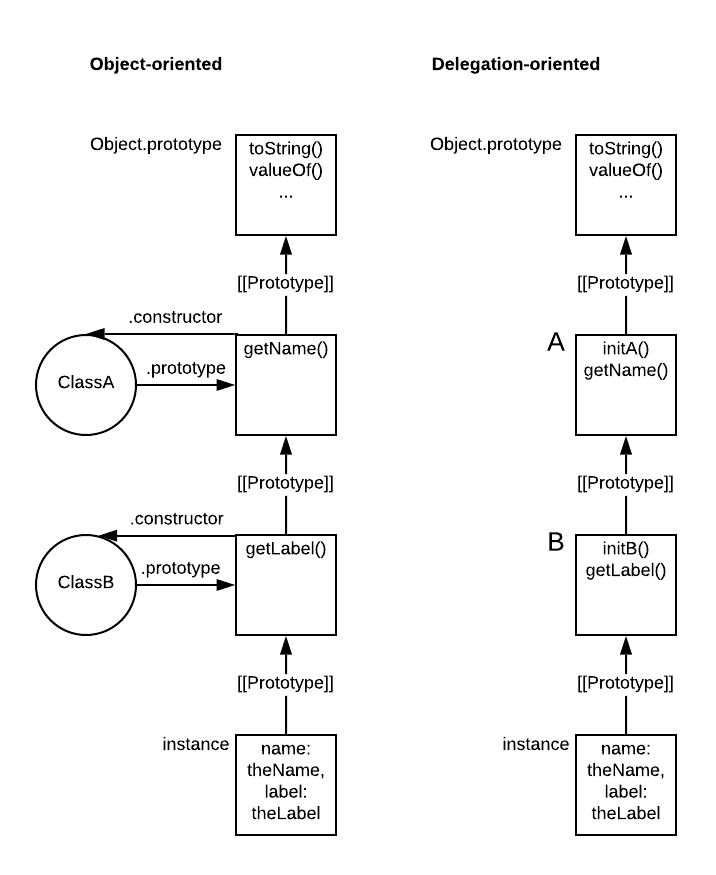 Object-oriented
Object.prototype
toString()
valueOf()
...
[[Prototype]]
.constructor
getName()
ClassA
.prototype
[[Prototype]]
.constructor
getLabel()
ClassB
.prototype
[[Prototype]]
instance
name:
theName,
label:
theLabel
Delegation-oriented
Object.prototype
toString()
valueOf()
...
[[Prototype]]
A
initA()
getName()
[[Prototype]]
B
initB()
getLabel()
[[Prototype]]
instance
name:
theName,
label:
theLabel